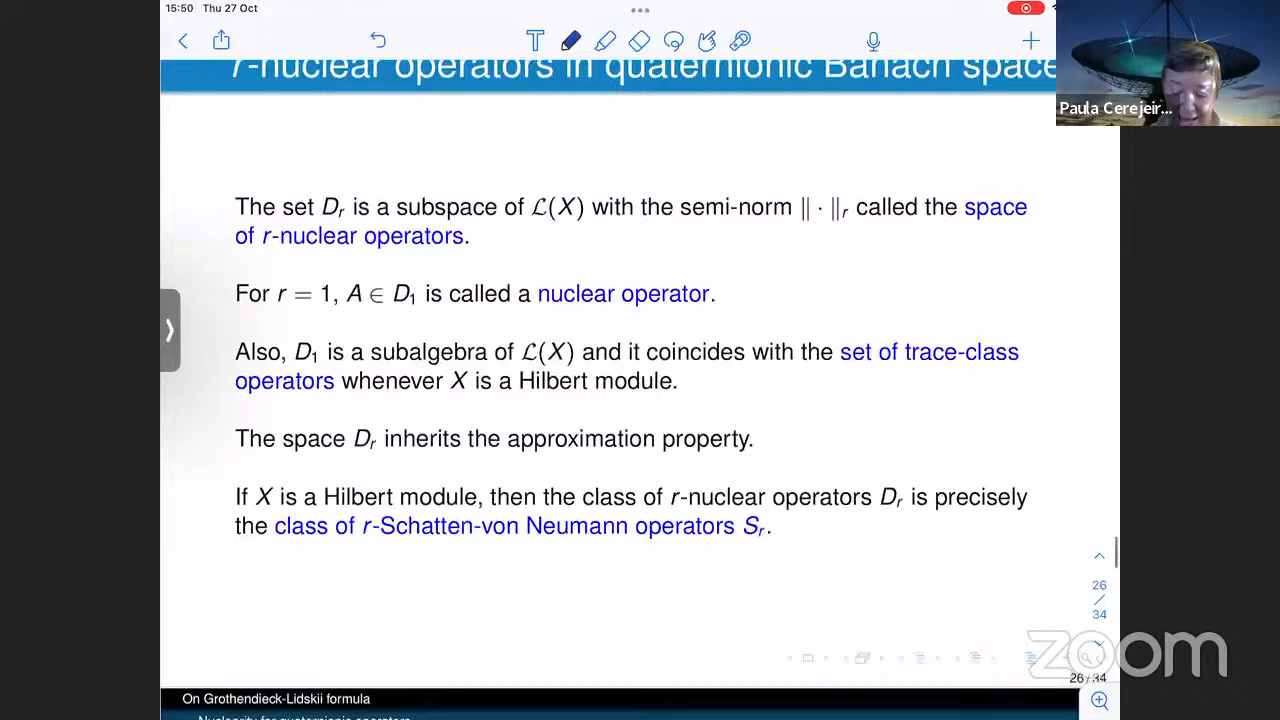 15:50 Thu 27 Oct
r-nuclear operators in quaternionic Banach space
Paula Cerejeir...
The set Dr is a subspace of ℒ(X) with the semi-norm ‖ · ‖r called the space
of r-nuclear operators.
For r = 1, A ∈ D1 is called a nuclear operator.
Also, D1 is a subalgebra of ℒ(X) and it coincides with the set of trace-class
operators whenever X is a Hilbert module.
The space Dr inherits the approximation property.
If X is a Hilbert module, then the class of r-nuclear operators Dr is precisely
the class of r-Schatten-von Neumann operators Sr.
26
/
34
zoom
26/34
On Grothendieck-Lidskii formula
Nuclearity for quaternionic operators